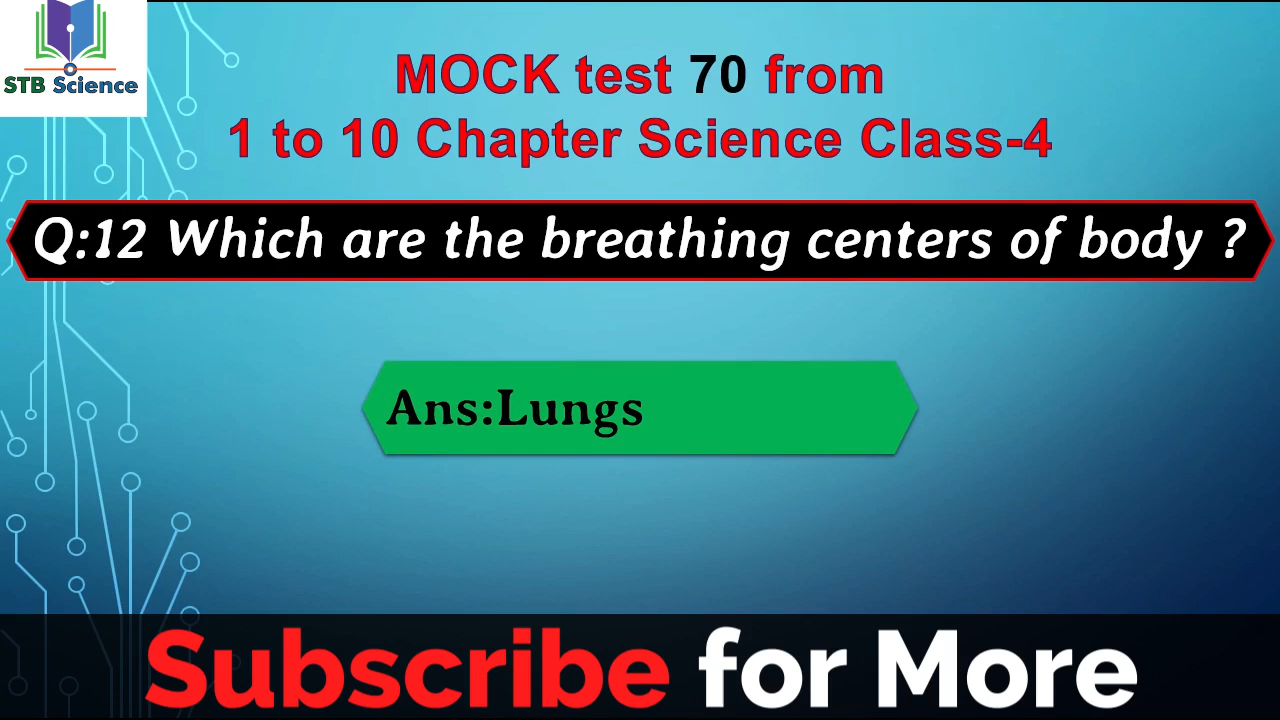 STB Science
MOCK test 70 from
1 to 10 Chapter Science Class-4
Q:12 Which are the breathing centers of body ?
Ans:Lungs
Subscribe for More